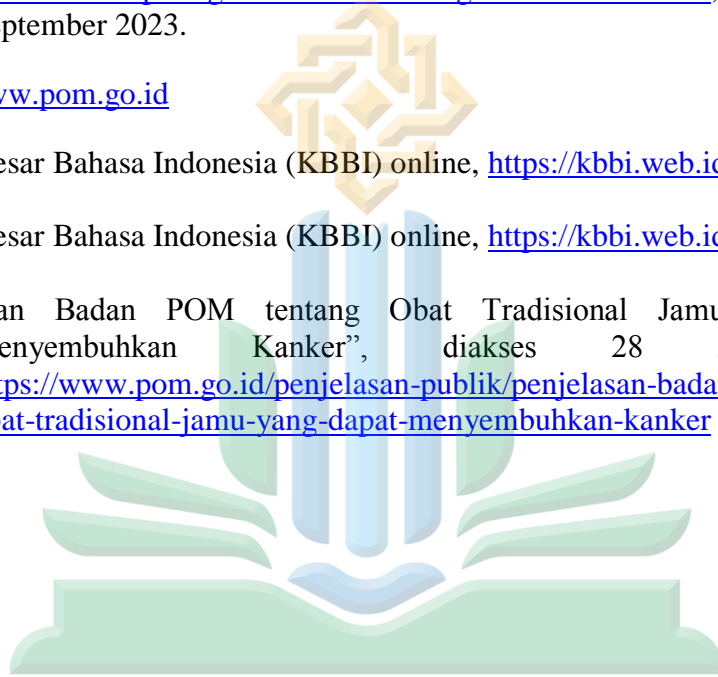 eptember 2023.
ww.pom.go.id
esar Bahasa Indonesia (KBBI) online, https://kbbi.web.id
esar Bahasa Indonesia (KBBI) online, https://kbbi.web.id
an Badan POM tentang Obat Tradisional Jamu
enyembuhkan Kanker”, diakses 28
tps://www.pom.go.id/penjelasan-publik/penjelasan-bada
bat-tradisional-jamu-yang-dapat-menyembuhkan-kanker